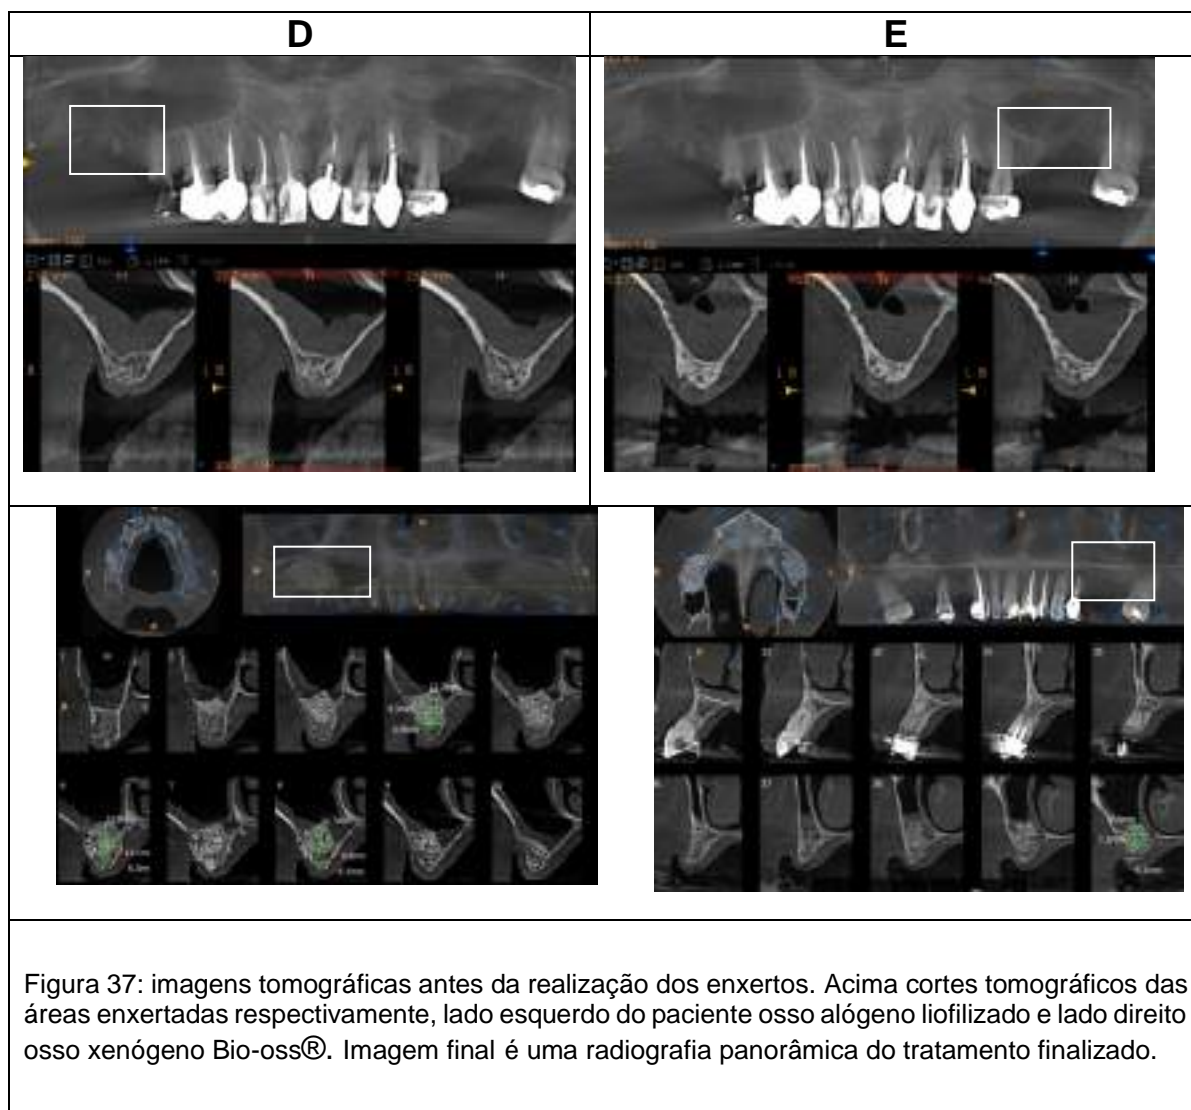 D
E
Figura 37: imagens tomográficas antes da realização dos enxertos. Acima cortes tomográficos das
áreas enxertadas respectivamente, lado esquerdo do paciente osso alógeno liofilizado e lado direito
osso xenógeno Bio-oss®. Imagem final é uma radiografia panorâmica do tratamento finalizado.